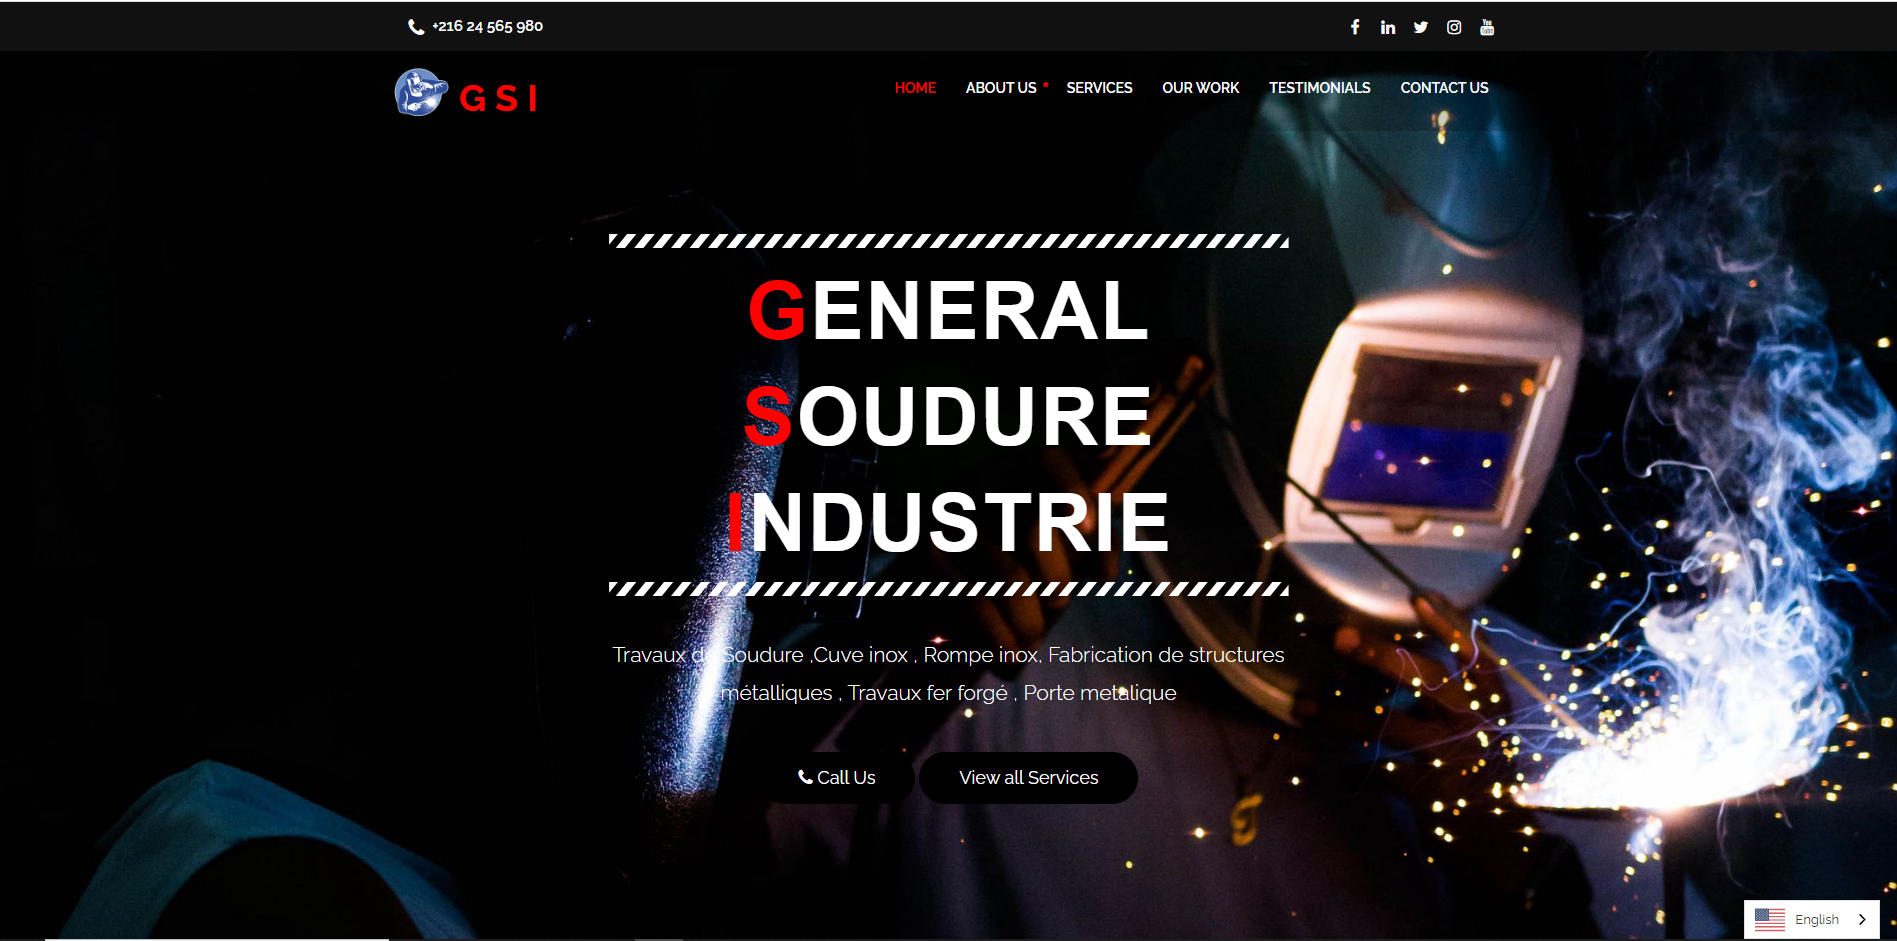 +216 24 565 980
GSI
HOME ABOUT US * SERVICES OUR WORK TESTIMONIALS CONTACT US
GENERAL
SOUDURE
INDUSTRIE
Travaux de Soudure ,Cuve inox , Rompe inox, Fabrication de structures
métalliques , Travaux fer forgé , Porte metalique
Call Us
View all Services
English